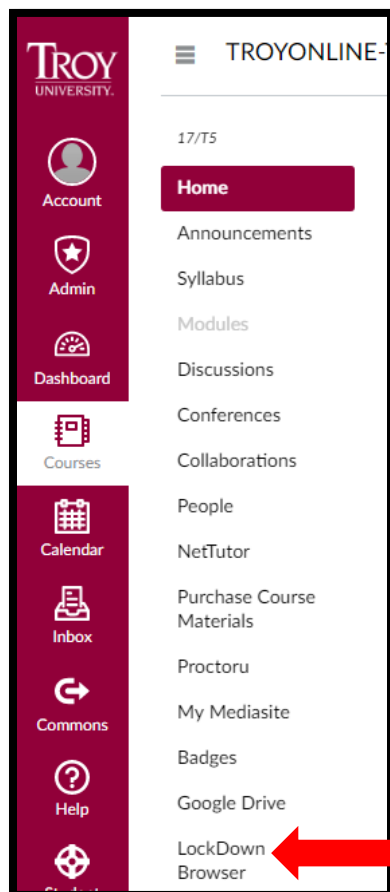 TROY
UNIVERSITY.
Account
Admin
Dashboard
Courses
Calendar
Inbox
Commons
Help
TROYONLINE-
17/T5
Home
Announcements
Syllabus
Modules
Discussions
Conferences
Collaborations
People
NetTutor
Purchase Course
Materials
Proctoru
My Mediasite
Badges
Google Drive
LockDown
Browser